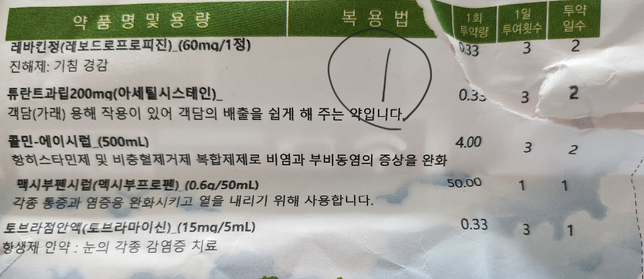 약품명및용량 복용법 1회 투약량 1일 투여횟수 투약 일수
레바킨정(레보드로프로피진)_(60mg/1정) 0.33 3 2
진해제: 기침 경감
류란트과립200mg(아세틸시스테인)_ 0.33 3 2
객담(가래) 용해 작용이 있어 객담의 배출을 쉽게 해 주는 약입니다.
콜민-에이시럽_(500mL) 4.00 3 2
항히스타민제 및 비충혈제거제 복합제제로 비염과 부비동염의 증상을 완화
맥시부펜시럽(덱시부프로펜)_(0.6g/50mL) 50.00 1 1
각종 통증과 염증을 완화시키고 열을 내리기 위해 사용합니다.
토브라점안액(토브라마이신)_(15mg/5mL) 0.33 3 1
항생제 안약 : 눈의 각종 감염증 치료
1